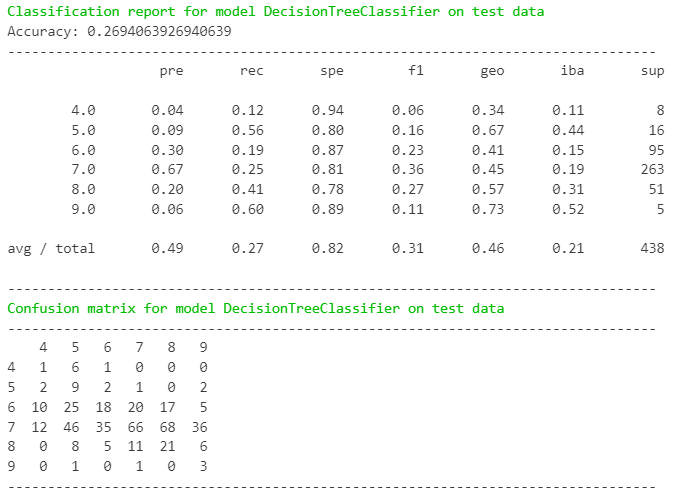 Classification report for model DecisionTreeClassifier on test data
Accuracy: 0.2694063926940639
---------------------------------------------------------------------------------
pre rec spe f1 geo iba sup
4.0 0.04 0.12 0.94 0.06 0.34 0.11 8
5.0 0.09 0.56 0.80 0.16 0.67 0.44 16
6.0 0.30 0.19 0.87 0.23 0.41 0.15 95
7.0 0.67 0.25 0.81 0.36 0.45 0.19 263
8.0 0.20 0.41 0.78 0.27 0.57 0.31 51
9.0 0.06 0.60 0.89 0.11 0.73 0.52 5
avg / total 0.49 0.27 0.82 0.31 0.46 0.21 438
---------------------------------------------------------------------------------
Confusion matrix for model DecisionTreeClassifier on test data
---------------------------------------------------------------------------------
4 5 6 7 8 9
4 1 6 1 0 0 0
5 2 9 2 1 0 2
6 10 25 18 20 17 5
7 12 46 35 66 68 36
8 0 8 5 11 21 6
9 0 1 0 1 0 3
---------------------------------------------------------------------------------